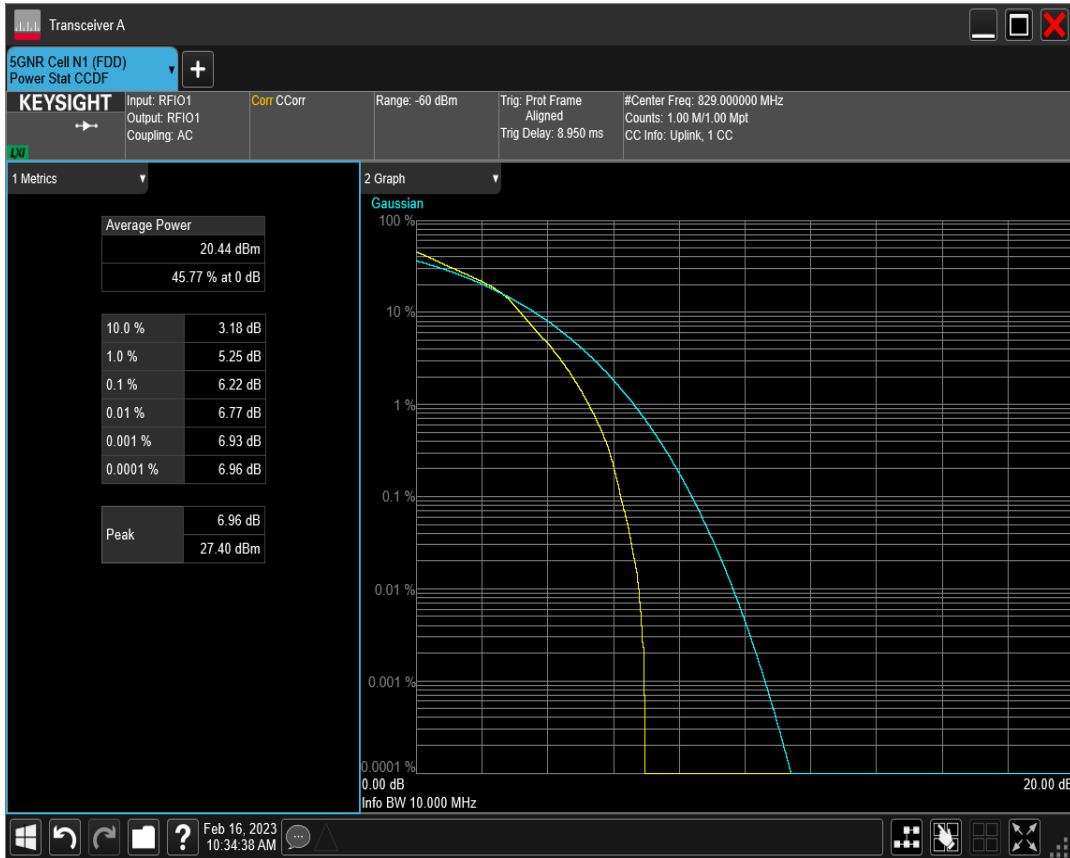 Transceiver A
5GNR Cell N1 (FDD)
Power Stat CCDF
+
KEYSIGHT
LXI
Input: RFIO1
Output: RFIO1
Coupling: AC
Corr CCorr
Range: -60 dBm
Trig: Prot Frame
Aligned
Trig Delay: 8.950 ms
#Center Freq: 829.000000 MHz
Counts: 1.00 M/1.00 Mpt
CC Info: Uplink, 1 CC
1 Metrics
Average Power
20.44 dBm
45.77 % at 0 dB
10.0 % 3.18 dB
1.0 % 5.25 dB
0.1 % 6.22 dB
0.01 % 6.77 dB
0.001 % 6.93 dB
0.0001 % 6.96 dB
Peak
6.96 dB
27.40 dBm
2 Graph
Gaussian
100 %
10 %
1 %
0.1 %
0.01 %
0.001 %
0.0001 %
0.00 dB
20.00 dB
Info BW 10.000 MHz
?
Feb 16, 2023
10:34:38 AM